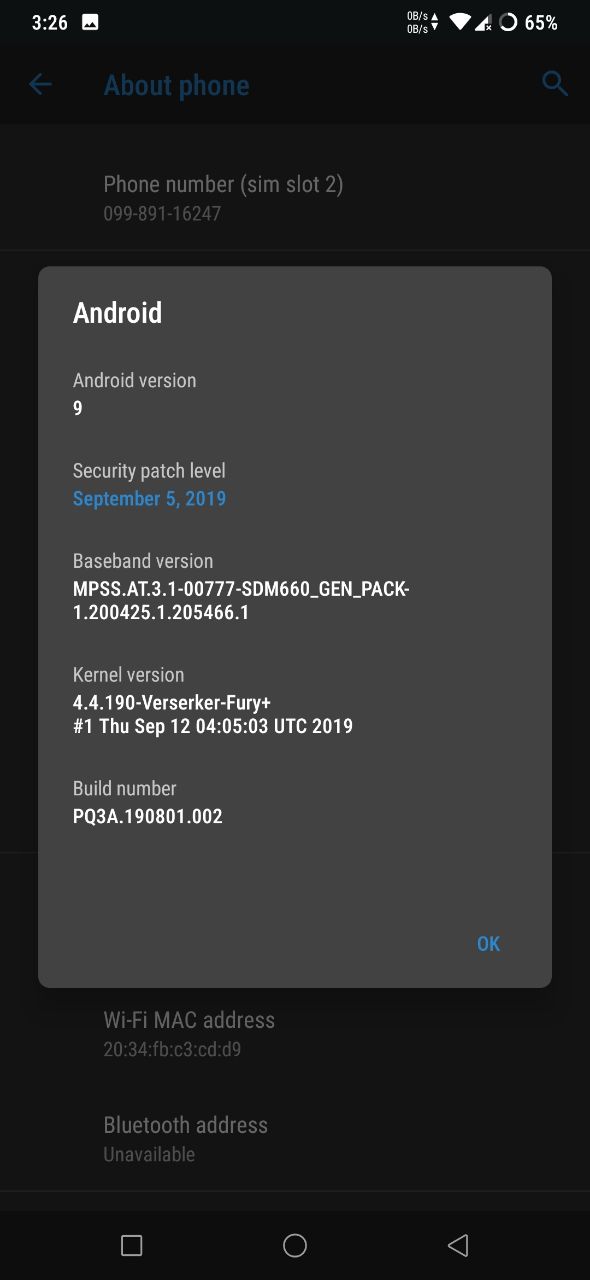 3:26
0B/s
0B/s
65%
About phone
Phone number (sim slot 2)
099-891-16247
Android
Android version
9
Security patch level
September 5, 2019
Baseband version
MPSS.AT.3.1-00777-SDM660_GEN_PACK-
1.200425.1.205466.1
Kernel version
4.4.190-Verserker-Fury+
#1 Thu Sep 12 04:05:03 UTC 2019
Build number
PQ3A.190801.002
OK
Wi-Fi MAC address
20:34:fb:c3:cd:d9
Bluetooth address
Unavailable